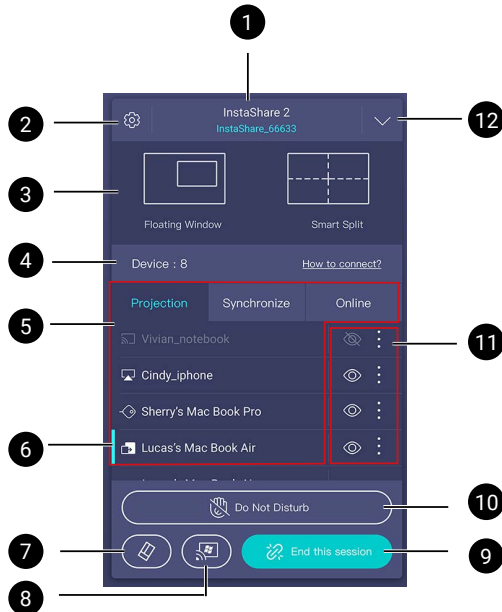 1
InstaShare 2
InstaShare_66633
2
12
3
Floating Window
Smart Split
4
Device : 8
How to connect?
Projection
Synchronize
Online
5
Vivian_notebook
11
Cindy_iphone
Sherry's Mac Book Pro
6
Lucas's Mac Book Air
10
Do Not Disturb
7
End this session
9
8